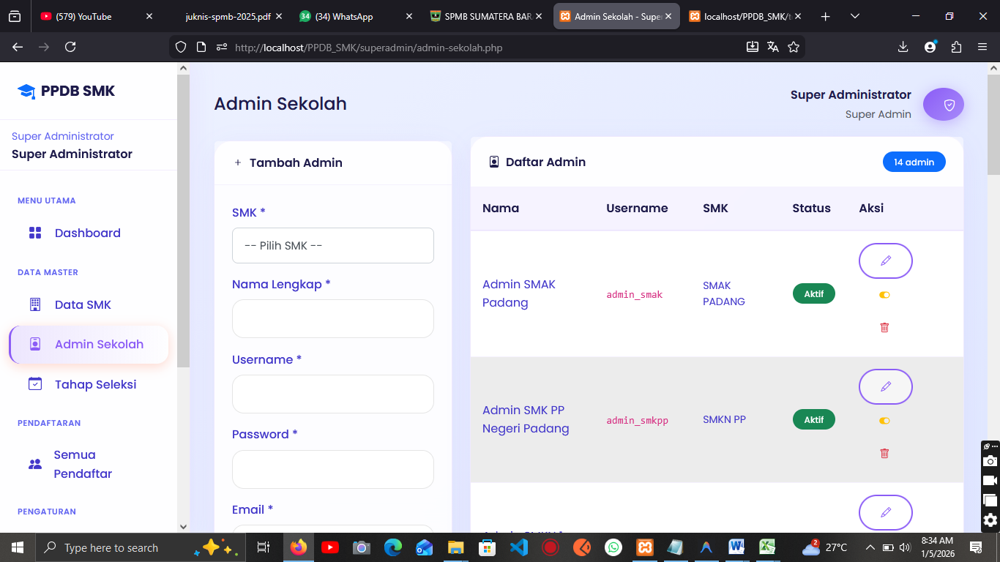 (579) YouTube
juknis-spmb-2025.pdf
34
(34) WhatsApp
SPMB SUMATERA BAR
Admin Sekolah - Supe
localhost/PPDB_SMK/t
http://localhost/PPDB_SMK/superadmin/admin-sekolah.php
PPDB SMK
Super Administrator
Super Administrator
MENU UTAMA
Dashboard
DATA MASTER
Data SMK
Admin Sekolah
Tahap Seleksi
PENDAFTARAN
Semua
Pendaftar
PENGATURAN
Admin Sekolah
Super Administrator
Super Admin
+ Tambah Admin
SMK *
-- Pilih SMK --
Nama Lengkap *
Username *
Password *
Email *
Daftar Admin
14 admin
Nama Username SMK Status Aksi
Admin SMAK
Padang
admin_smak
SMAK
PADANG
Aktif
Admin SMK PP
Negeri Padang
admin_smkpp
SMKN PP
Aktif
Type here to search
2
27°C
8:34 AM
1/5/2026